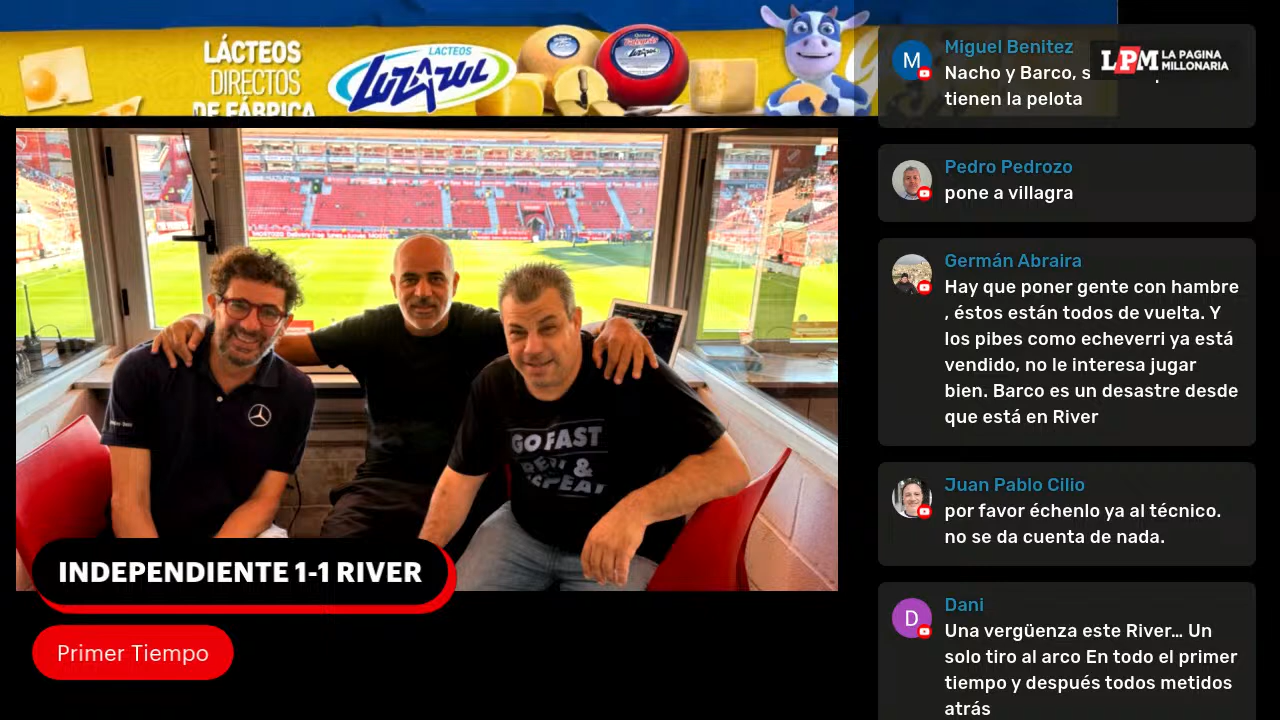 LÁCTEOS
DIRECTOS
DE FÁBRICA
LACTEOS
LUZAZUL
LPM LA PAGINA
MILLONARIA
Miguel Benitez
Nacho y Barco, s
tienen la pelota
Pedro Pedrozo
pone a villagra
Germán Abraira
Hay que poner gente con hambre
, éstos están todos de vuelta. Y
los pibes como echeverri ya está
vendido, no le interesa jugar
bien. Barco es un desastre desde
que está en River
Juan Pablo Cilio
por favor échenlo ya al técnico.
no se da cuenta de nada.
D
Dani
Una vergüenza este River... Un
solo tiro al arco En todo el primer
tiempo y después todos metidos
atrás
M
GO FAST
REST &
REPEAT
INDEPENDIENTE 1-1 RIVER
Primer Tiempo